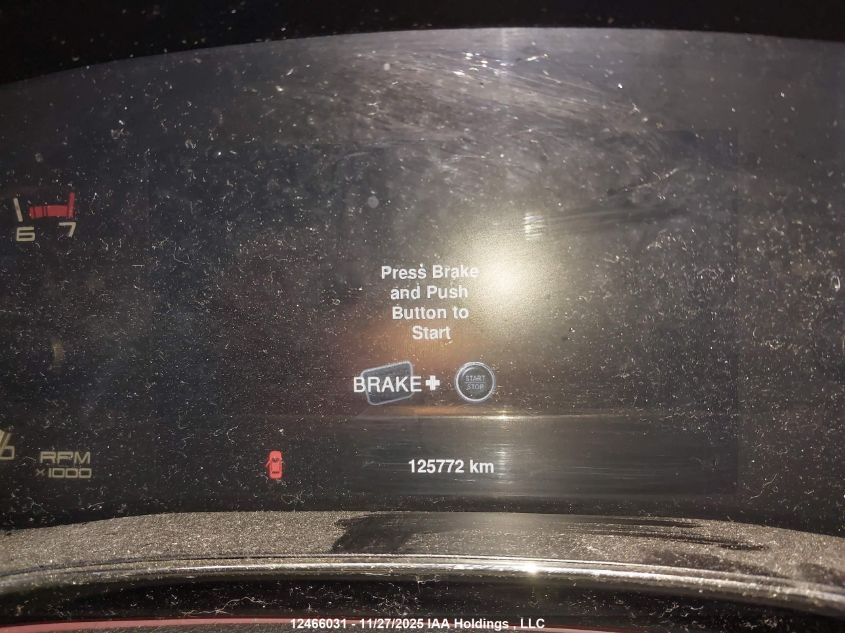 6 7
Press Brake
and Push
Button to
Start
BRAKE+ START
STOP
RPM
×1000
125772 km
12466031 - 11/27/2025 IAA Holdings , LLC